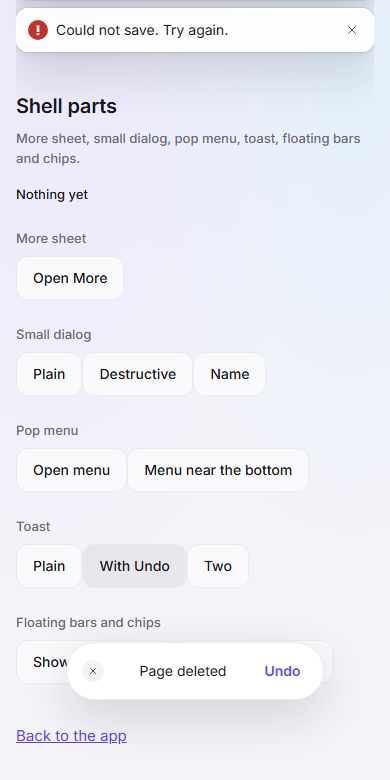 Could not save. Try again.
Shell parts
More sheet, small dialog, pop menu, toast, floating bars
and chips.
Nothing yet
More sheet
Open More
Small dialog
Plain Destructive Name
Pop menu
Open menu Menu near the bottom
Toast
Plain With Undo Two
Floating bars and chips
Show
Page deleted Undo
Back to the app